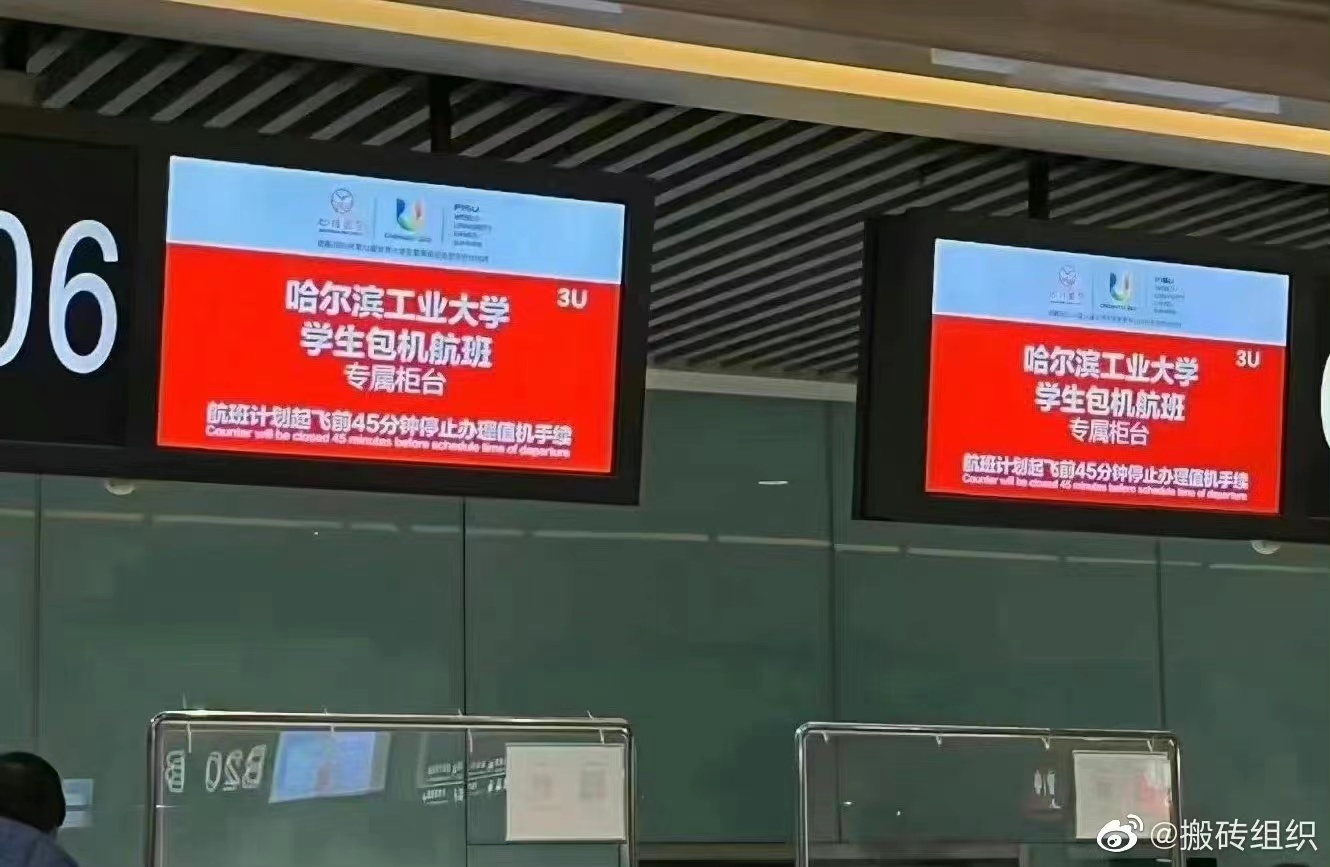 06
FISU
WORLD
UNIVERSITY
GAMES
SUMMER
3U
哈尔滨工业大学
学生包机航班
专属柜台
航班计划起飞前45分钟停止办理值机手续
Counter will be closed 45 minutes before schedule time of departure
3U
哈尔滨工业大学
学生包机航班
专属柜台
航班计划起飞前45分钟停止办理值机手续
Counter will be closed 45 minutes before schedule time of departure
B20
B
@搬砖组织